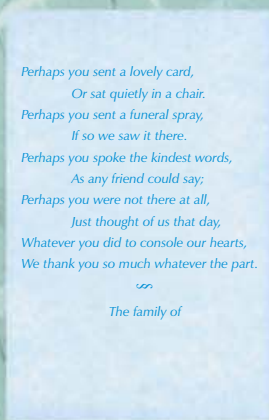 Perhaps you sent a lovely card,
Or sat quietly in a chair.
Perhaps you sent a funeral spray,
If so we saw it there.
Perhaps you spoke the kindest words,
As any friend could say;
Perhaps you were not there at all,
Just thought of us that day,
Whatever you did to console our hearts,
We thank you so much whatever the part.
The family of